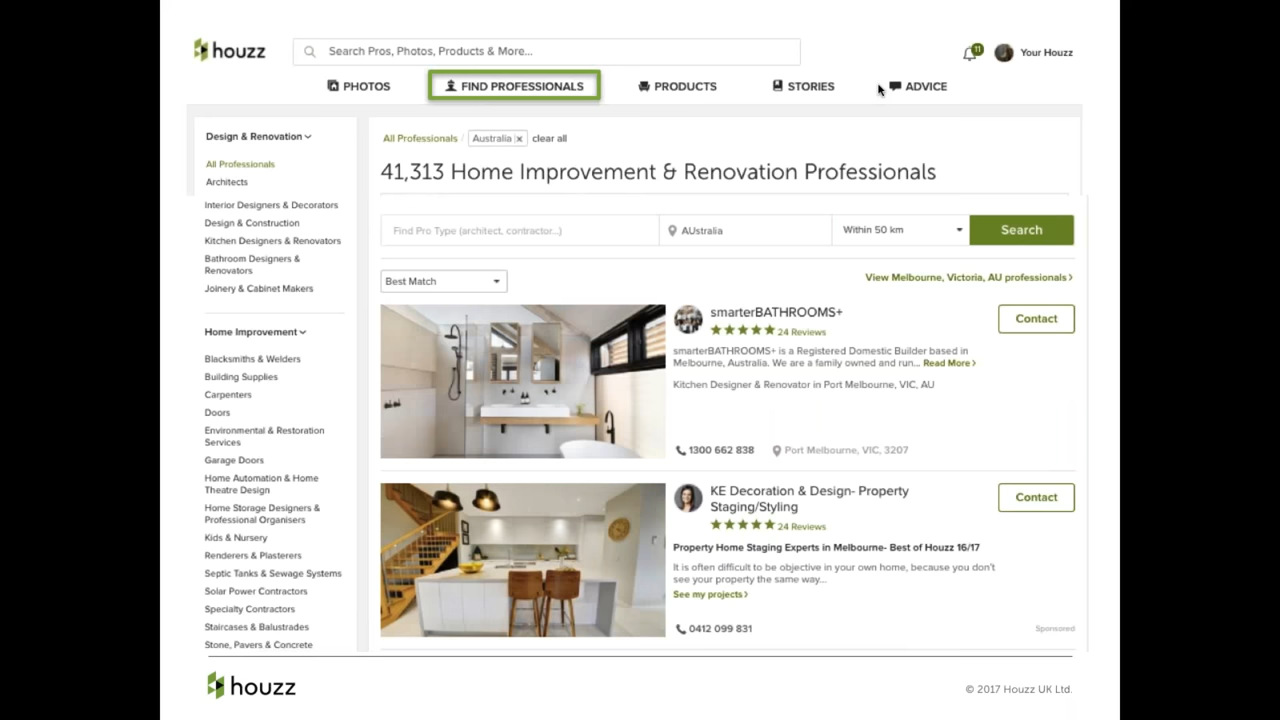 houzz
Search Pros, Photos, Products & More...
11
Your Houzz
PHOTOS
FIND PROFESSIONALS
PRODUCTS
STORIES
ADVICE
Design & Renovation
All Professionals
Architects
Interior Designers & Decorators
Design & Construction
Kitchen Designers & Renovators
Bathroom Designers &
Renovators
Joinery & Cabinet Makers
Home Improvement
Blacksmiths & Welders
Building Supplies
Carpenters
Doors
Environmental & Restoration
Services
Garage Doors
Home Automation & Home
Theatre Design
Home Storage Designers &
Professional Organisers
Kids & Nursery
Renderers & Plasterers
Septic Tanks & Sewage Systems
Solar Power Contractors
Specialty Contractors
Staircases & Balustrades
Stone, Pavers & Concrete
All Professionals / Australia x clear all
41,313 Home Improvement & Renovation Professionals
Find Pro Type (architect, contractor...)
AUstralia
Within 50 km
Search
Best Match
View Melbourne, Victoria, AU professionals
smarterBATHROOMS+
24 Reviews
Contact
smarterBATHROOMS+ is a Registered Domestic Builder based in
Melbourne, Australia. We are a family owned and run... Read More
Kitchen Designer & Renovator in Port Melbourne, VIC, AU
1300 662 838
Port Melbourne, VIC, 3207
KE Decoration & Design- Property
Staging/Styling
24 Reviews
Contact
Property Home Staging Experts in Melbourne- Best of Houzz 16/17
It is often difficult to be objective in your own home, because you don't
see your property the same way...
See my projects
0412 099 831
Sponsored
houzz
© 2017 Houzz UK Ltd.